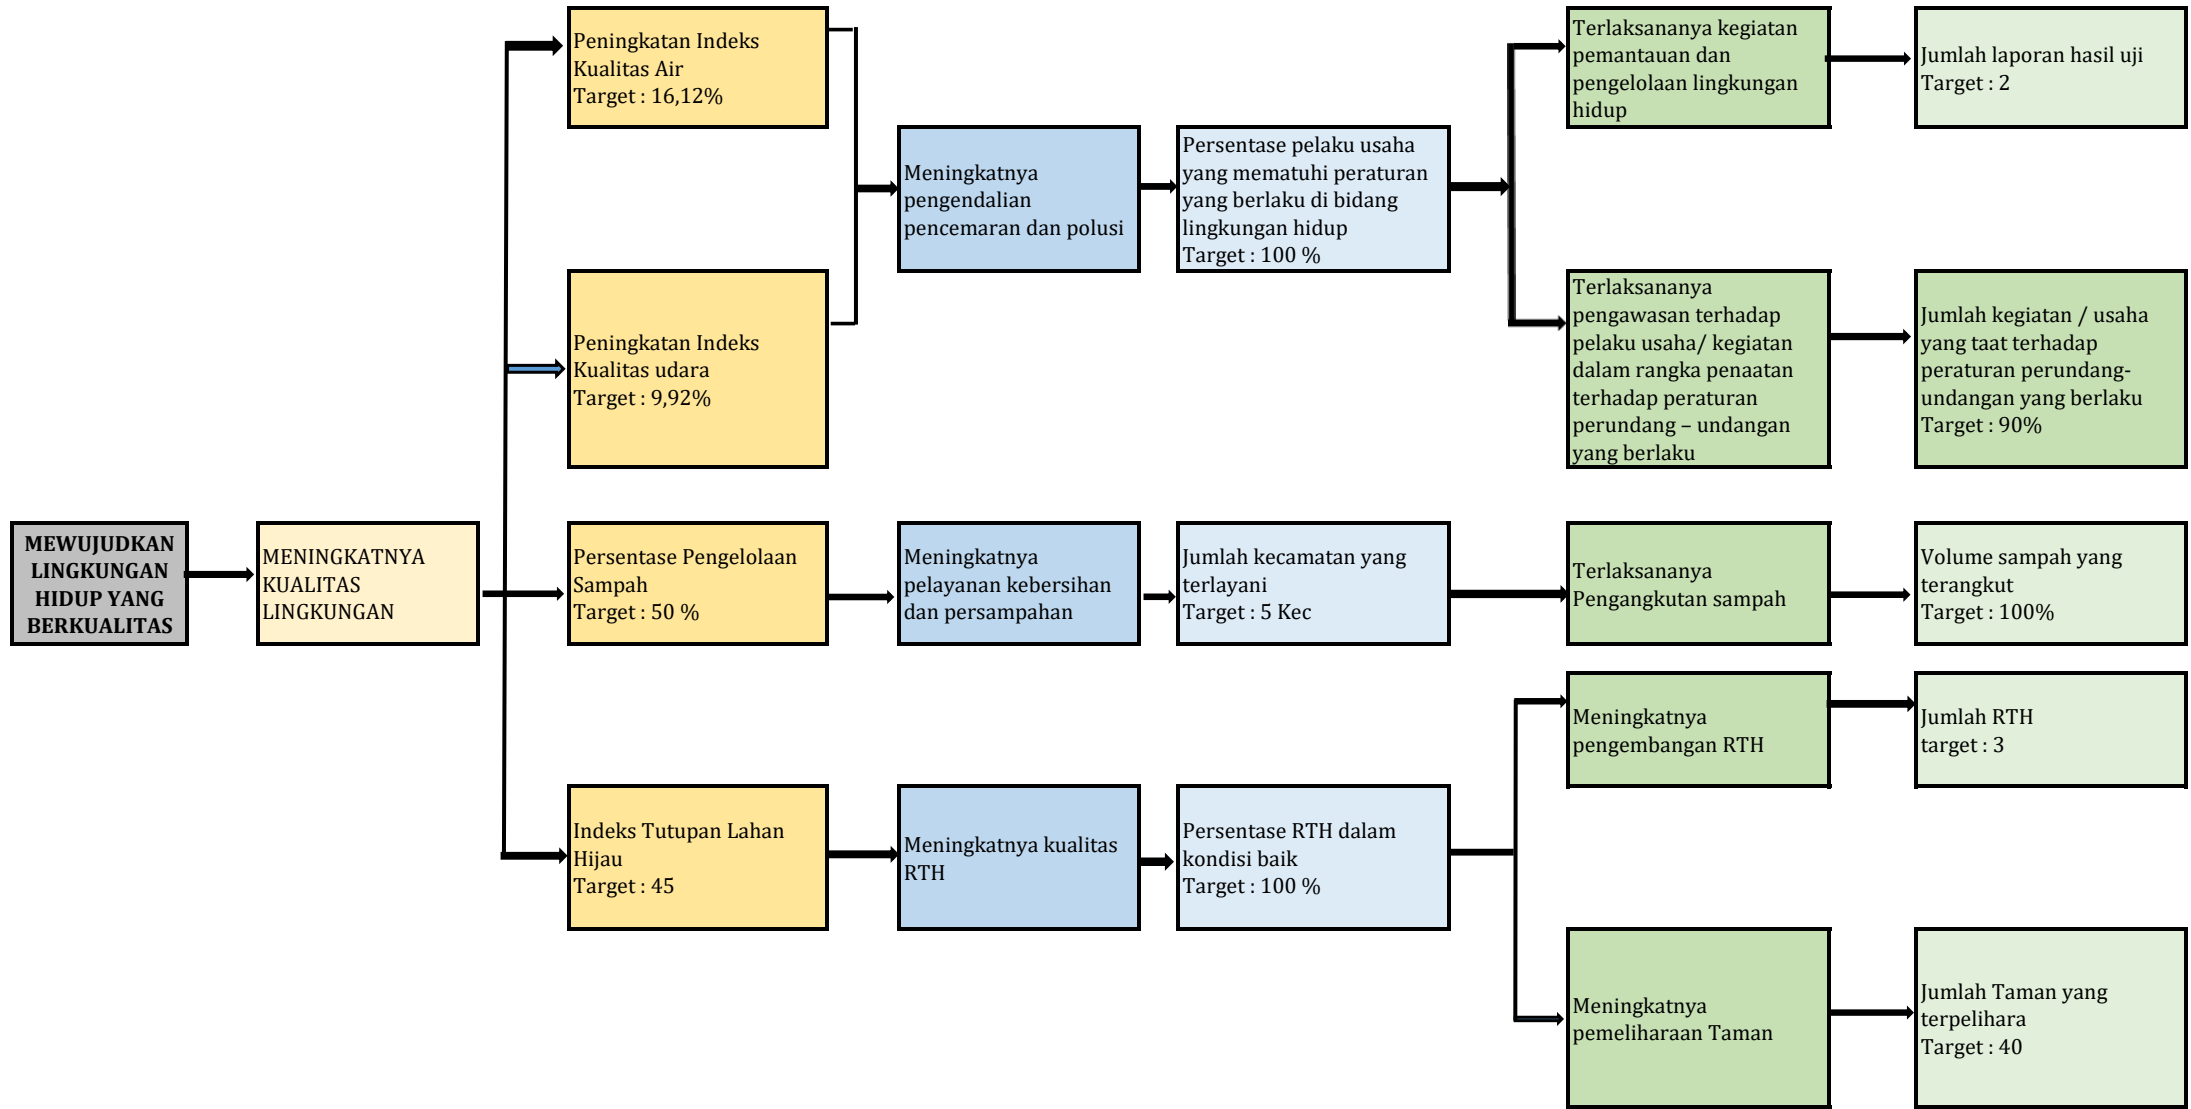 MEWUJUDKAN
LINGKUNGAN
HIDUP YANG
BERKUALITAS
MENINGKATNYA
KUALITAS
LINGKUNGAN
Peningkatan Indeks
Kualitas Air
Target : 16,12%
Peningkatan Indeks
Kualitas udara
Target : 9,92%
Meningkatnya
pengendalian
pencemaran dan polusi
Persentase pelaku usaha
yang mematuhi peraturan
yang berlaku di bidang
lingkungan hidup
Target : 100 %
Terlaksananya kegiatan
pemantauan dan
pengelolaan lingkungan
hidup
Jumlah laporan hasil uji
Target : 2
Terlaksananya
pengawasan terhadap
pelaku usaha/ kegiatan
dalam rangka penaatan
terhadap peraturan
perundang – undangan
yang berlaku
Jumlah kegiatan / usaha
yang taat terhadap
peraturan perundang-
undangan yang berlaku
Target : 90%
Persentase Pengelolaan
Sampah
Target : 50 %
Meningkatnya
pelayanan kebersihan
dan persampahan
Jumlah kecamatan yang
terlayani
Target : 5 Kec
Terlaksananya
Pengangkutan sampah
Volume sampah yang
terangkut
Target : 100%
Indeks Tutupan Lahan
Hijau
Target : 45
Meningkatnya kualitas
RTH
Persentase RTH dalam
kondisi baik
Target : 100 %
Meningkatnya
pengembangan RTH
Jumlah RTH
target : 3
Meningkatnya
pemeliharaan Taman
Jumlah Taman yang
terpelihara
Target : 40